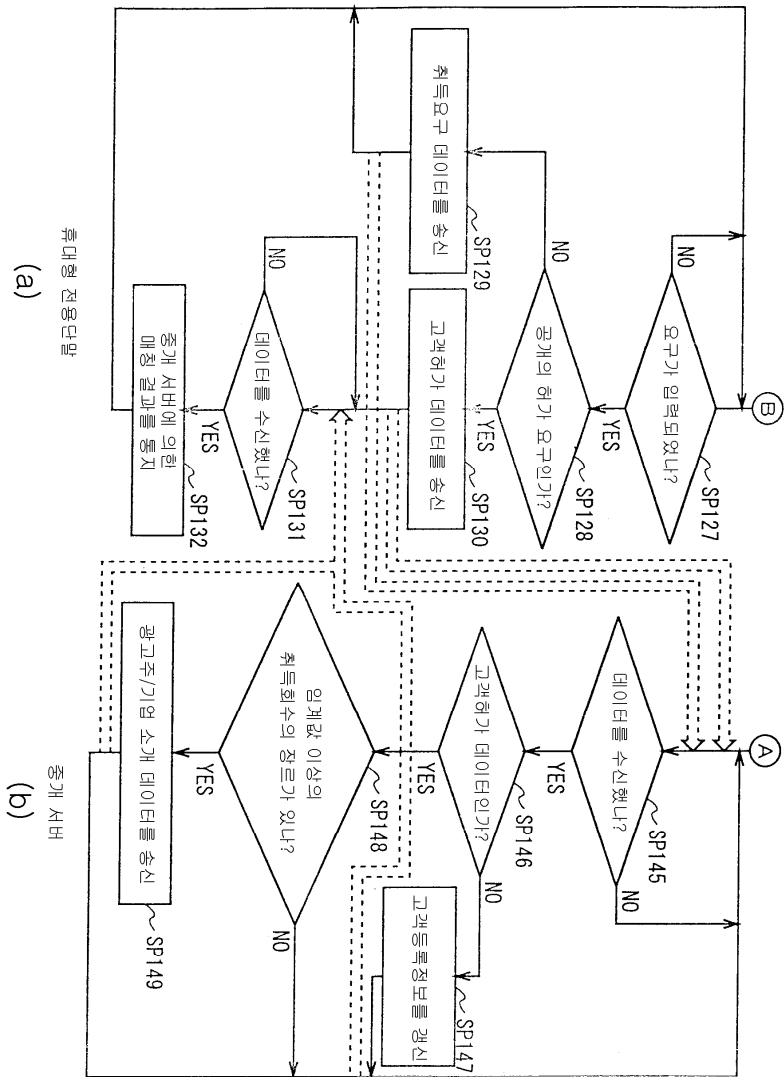 B
요구가 입력되었나?
SP127
NO
YES
공개의 허가 요구인가?
SP128
NO
YES
취득요구 데이터를 송신
SP129
고객허가 데이터를 송신
SP130
데이터를 수신했나?
SP131
NO
YES
중개 서버에 의한
매칭 결과를 통지
SP132
휴대형 전용단말
(a)
A
데이터를 수신했나?
SP145
NO
YES
고객허가 데이터인가?
SP146
NO
YES
고객등록정보를 갱신
SP147
임계값 이상의
취득회수의 장르가 있나?
SP148
NO
YES
광고주/기업 소개 데이터를 송신
SP149
중개 서버
(b)